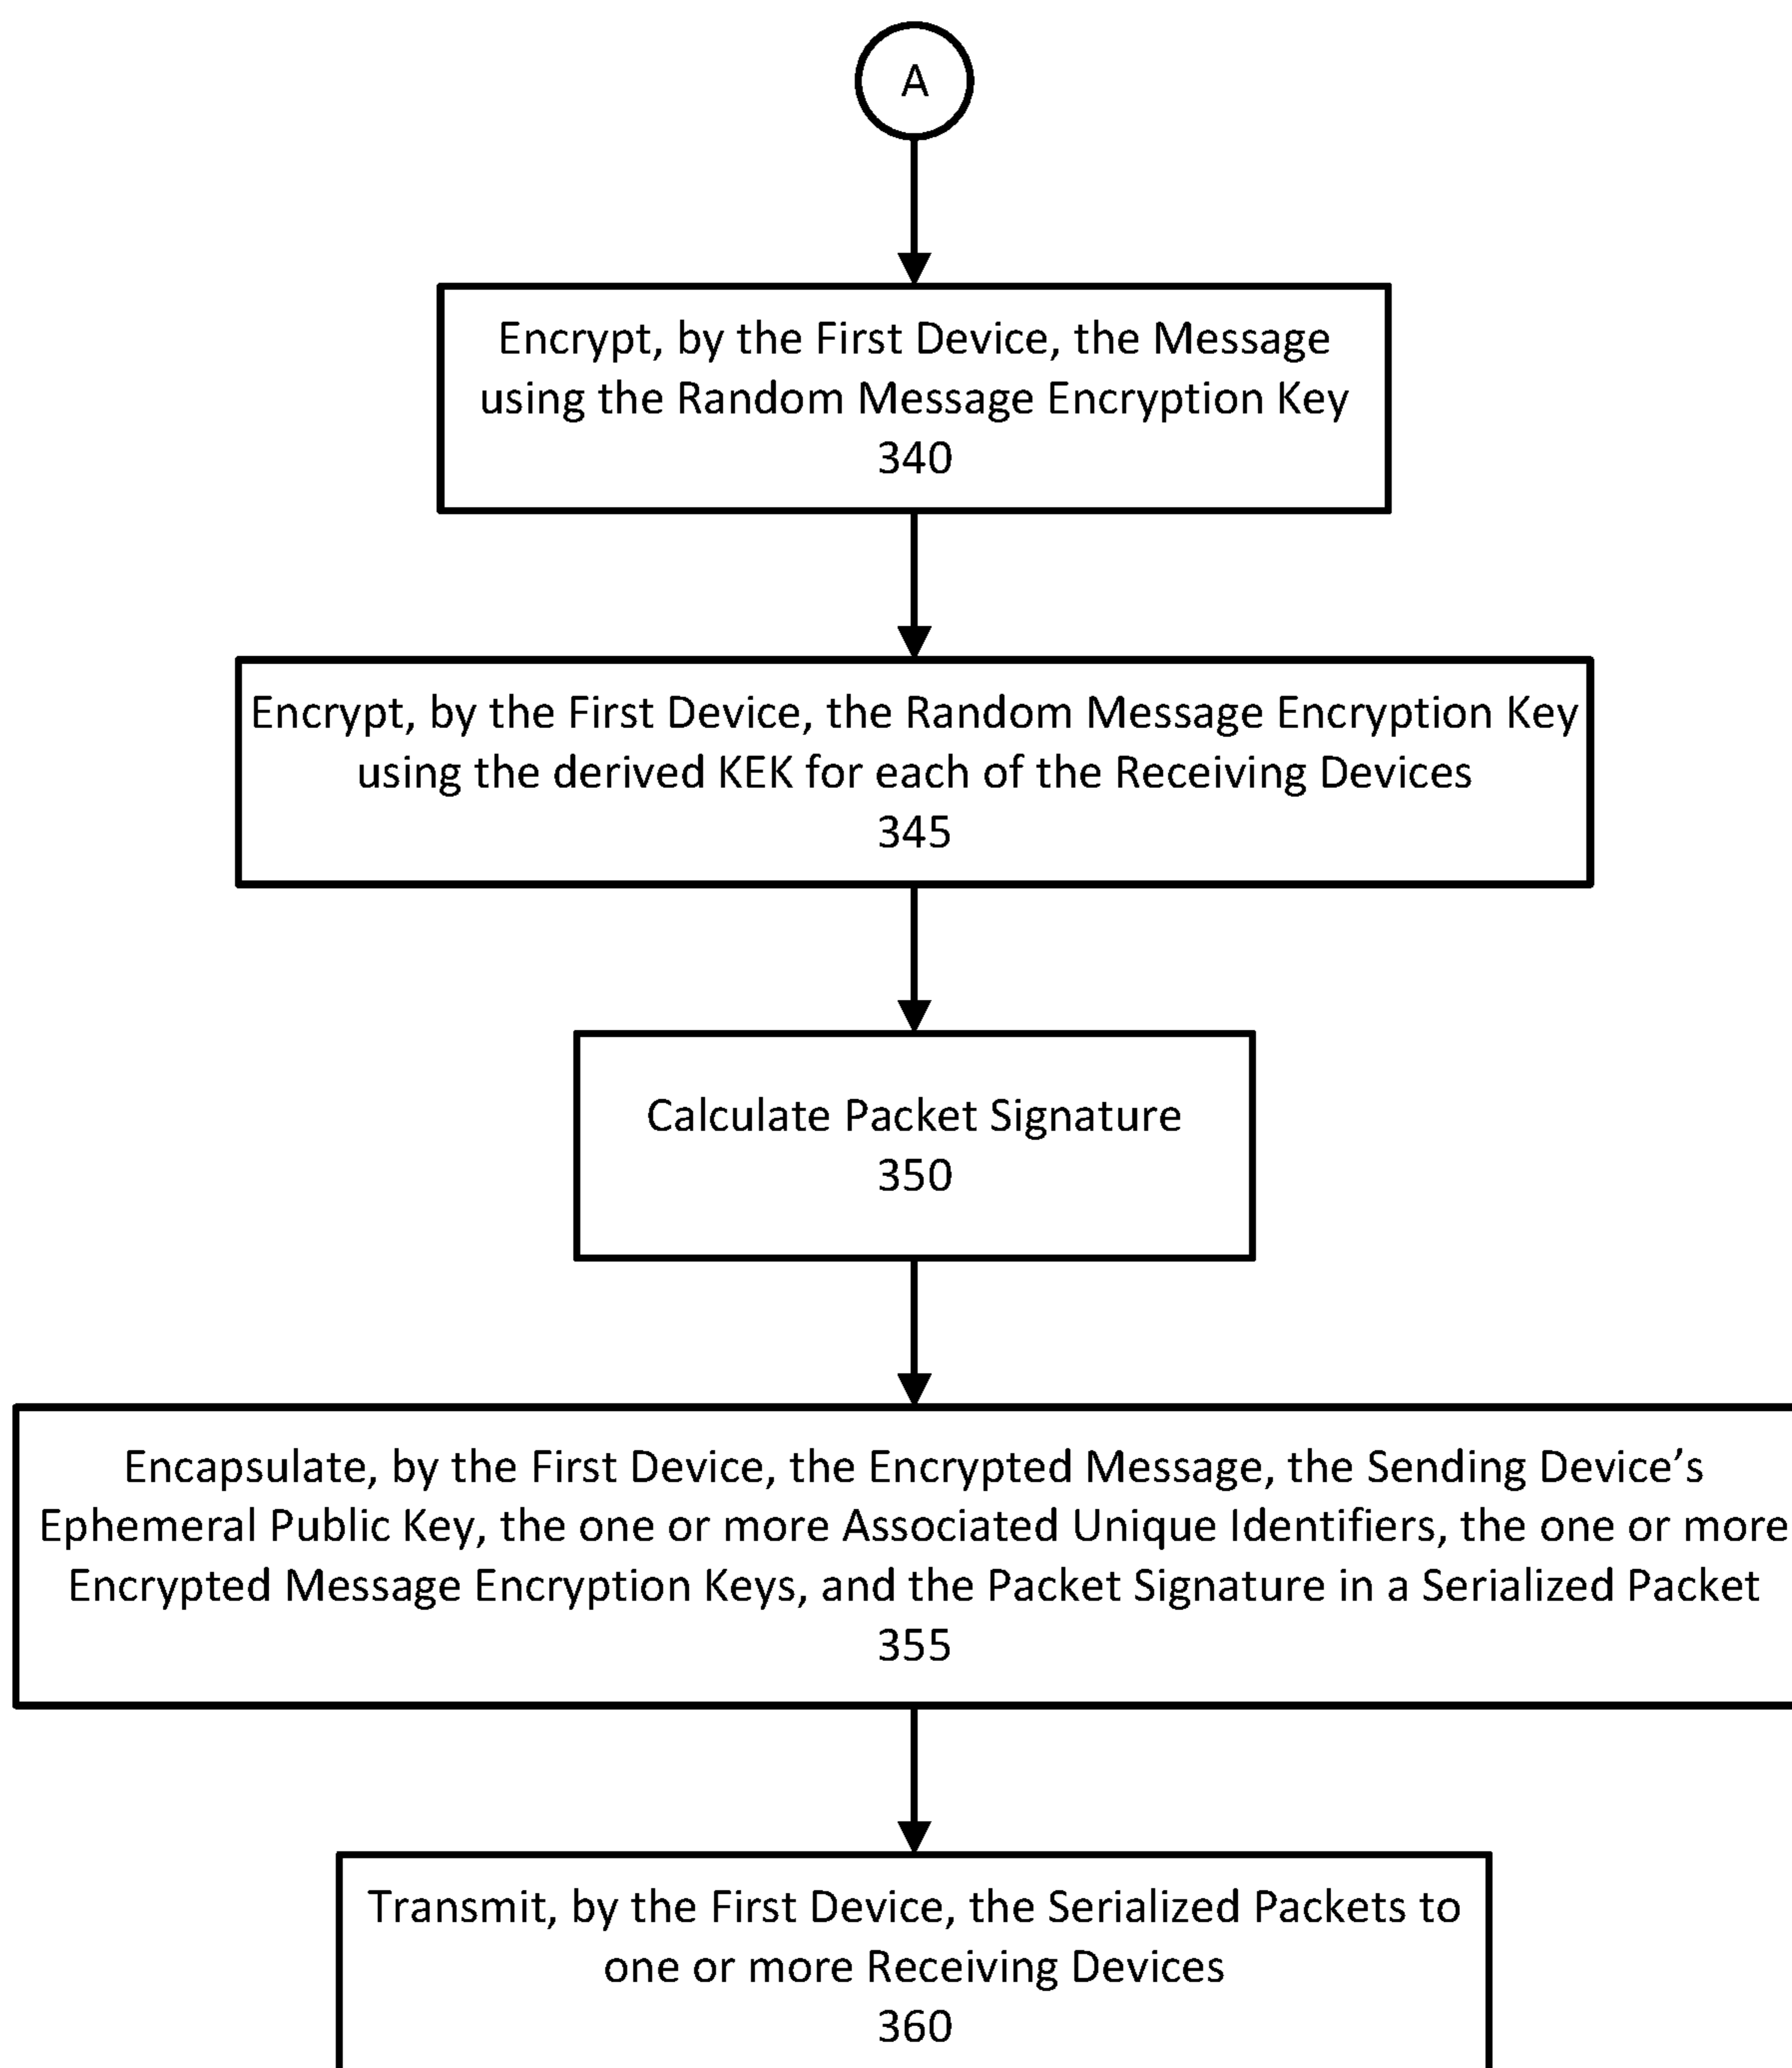 A
Encrypt, by the First Device, the Message
using the Random Message Encryption Key
340
Encrypt, by the First Device, the Random Message Encryption Key
using the derived KEK for each of the Receiving Devices
345
Calculate Packet Signature
350
Encapsulate, by the First Device, the Encrypted Message, the Sending Device’s
Ephemeral Public Key, the one or more Associated Unique Identifiers, the one or more
Encrypted Message Encryption Keys, and the Packet Signature in a Serialized Packet
355
Transmit, by the First Device, the Serialized Packets to
one or more Receiving Devices
360